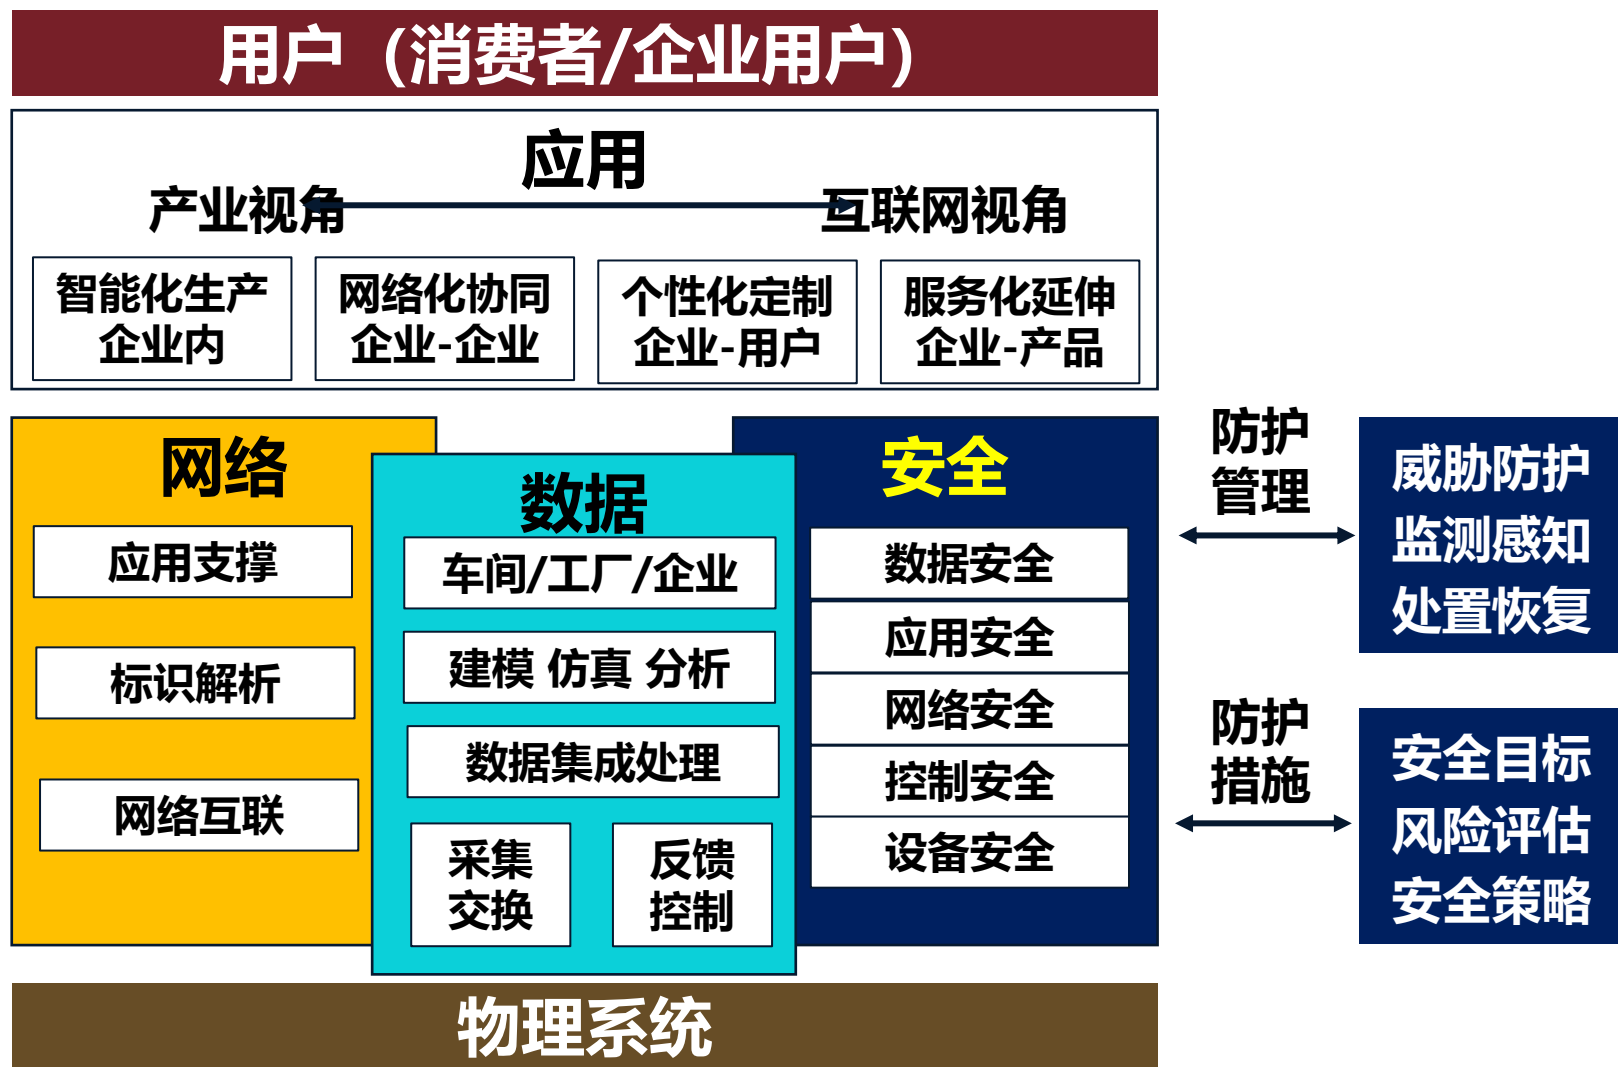 用户（消费者/企业用户）
应用
产业视角
互联网视角
智能化生产
企业内
网络化协同
企业-企业
个性化定制
企业-用户
服务化延伸
企业-产品
网络
应用支撑
标识解析
网络互联
数据
车间/工厂/企业
建模 仿真 分析
数据集成处理
采集
交换
反馈
控制
安全
数据安全
应用安全
网络安全
控制安全
设备安全
防护
管理
威胁防护
监测感知
处置恢复
防护
措施
安全目标
风险评估
安全策略
物理系统